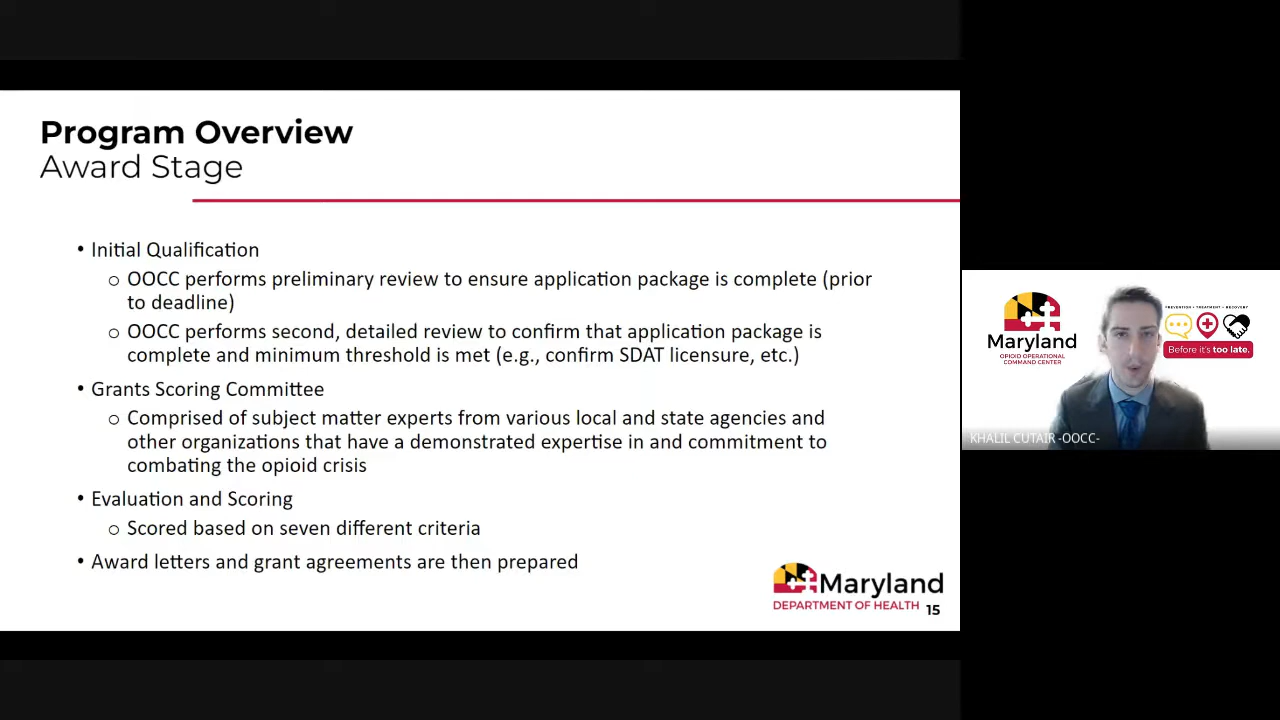 Program Overview
Award Stage
• Initial Qualification
o OOCC performs preliminary review to ensure application package is complete (prior
to deadline)
o OOCC performs second, detailed review to confirm that application package is
complete and minimum threshold is met (e.g., confirm SDAT licensure, etc.)
• Grants Scoring Committee
o Comprised of subject matter experts from various local and state agencies and
other organizations that have a demonstrated expertise in and commitment to
combating the opioid crisis
• Evaluation and Scoring
o Scored based on seven different criteria
• Award letters and grant agreements are then prepared
Maryland
DEPARTMENT OF HEALTH 15
Maryland
OPIOID OPERATIONAL
COMMAND CENTER
PREVENTION • TREATMENT • RECOVERY
Before it's too late.
KHALIL CUTAIR -OOCC-